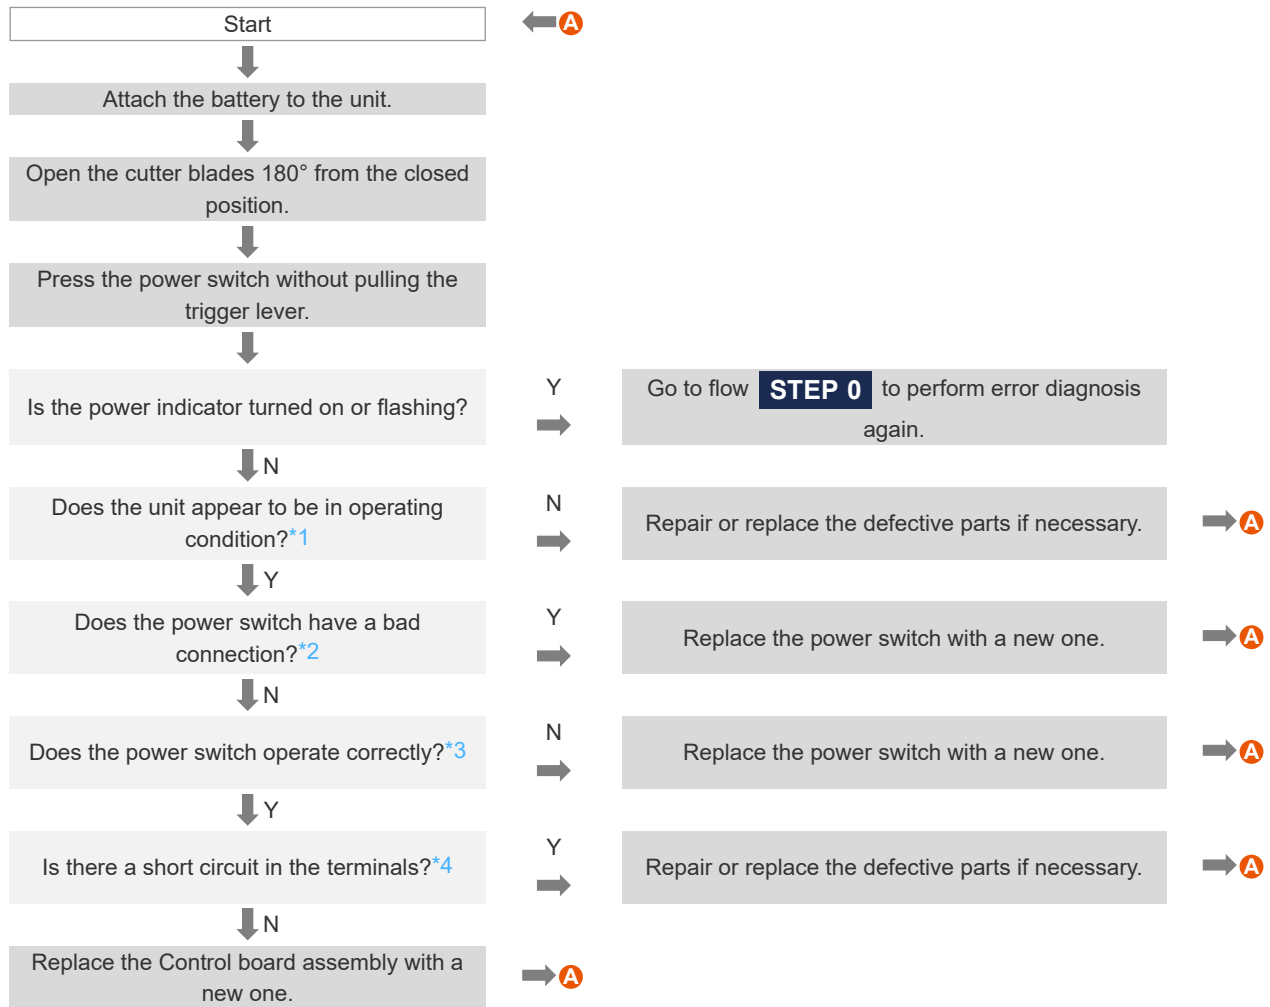 Start
A
Attach the battery to the unit.
Open the cutter blades 180° from the closed
position.
Press the power switch without pulling the
trigger lever.
Is the power indicator turned on or flashing?
Y
Go to flow STEP 0 to perform error diagnosis
again.
N
Does the unit appear to be in operating
condition?*1
N
Repair or replace the defective parts if necessary.
A
Y
Does the power switch have a bad
connection?*2
Y
Replace the power switch with a new one.
A
N
Does the power switch operate correctly?*3
N
Replace the power switch with a new one.
A
Y
Is there a short circuit in the terminals?*4
Y
Repair or replace the defective parts if necessary.
A
N
Replace the Control board assembly with a
new one.
A